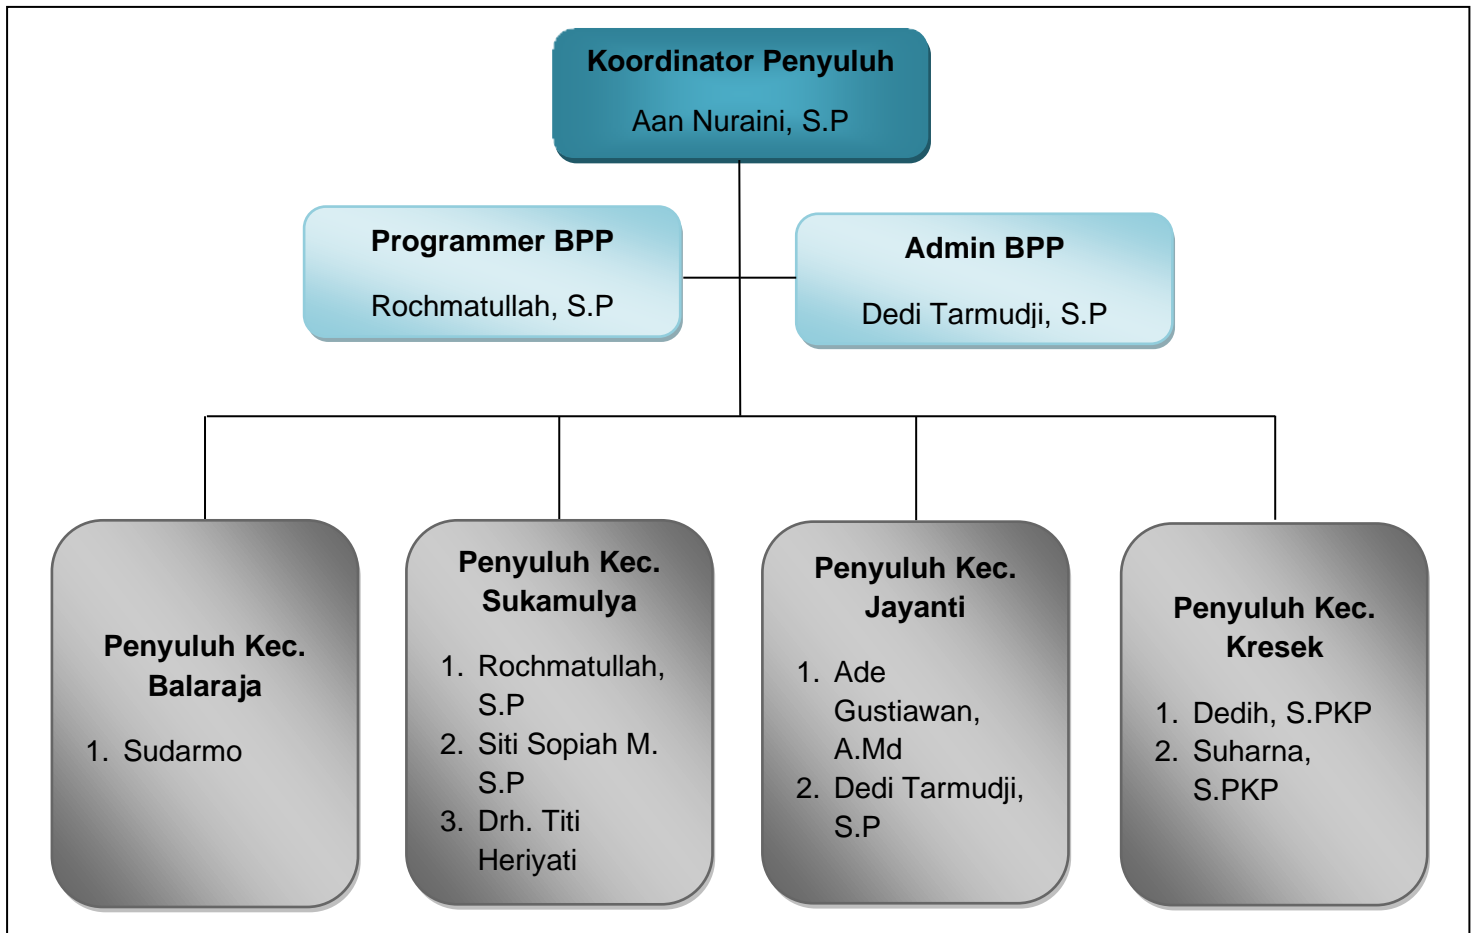 Koordinator Penyuluh
Aan Nuraini, S.P
Programmer BPP
Rochmatullah, S.P
Admin BPP
Dedi Tarmudji, S.P
Penyuluh Kec.
Balaraja
1. Sudarmo
Penyuluh Kec.
Sukamulya
1. Rochmatullah,
S.P
2. Siti Sopiah M.
S.P
3. Drh. Titi
Heriyati
Penyuluh Kec.
Jayanti
1. Ade
Gustiawan,
A.Md
2. Dedi Tarmudji,
S.P
Penyuluh Kec.
Kresek
1. Dedih, S.PKP
2. Suharna,
S.PKP